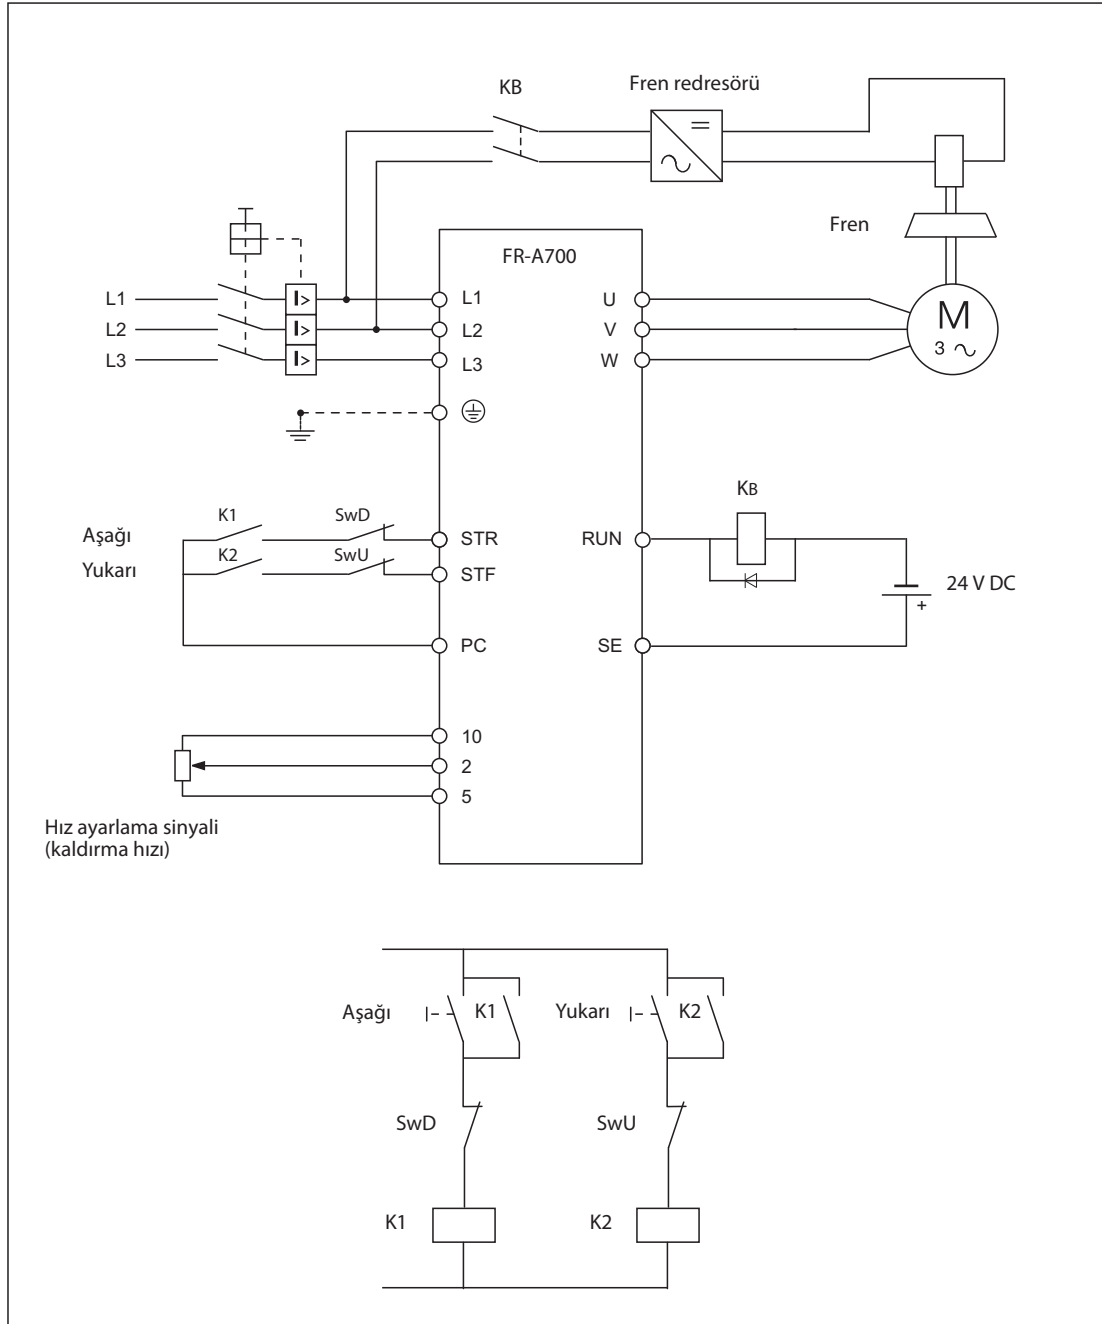 KB
Fren redresörü
Fren
FR-A700
L1
L2
L3
L1
L2
L3
U
V
W
M
3 ~
I>
I>
I>
Aşağı
Yukarı
K1
SwD
K2
SwU
STR
STF
PC
RUN
SE
KB
24 V DC
+
10
2
5
Hız ayarlama sinyali
(kaldırma hızı)
Aşağı
K1
Yukarı
K2
SwD
SwU
K1
K2